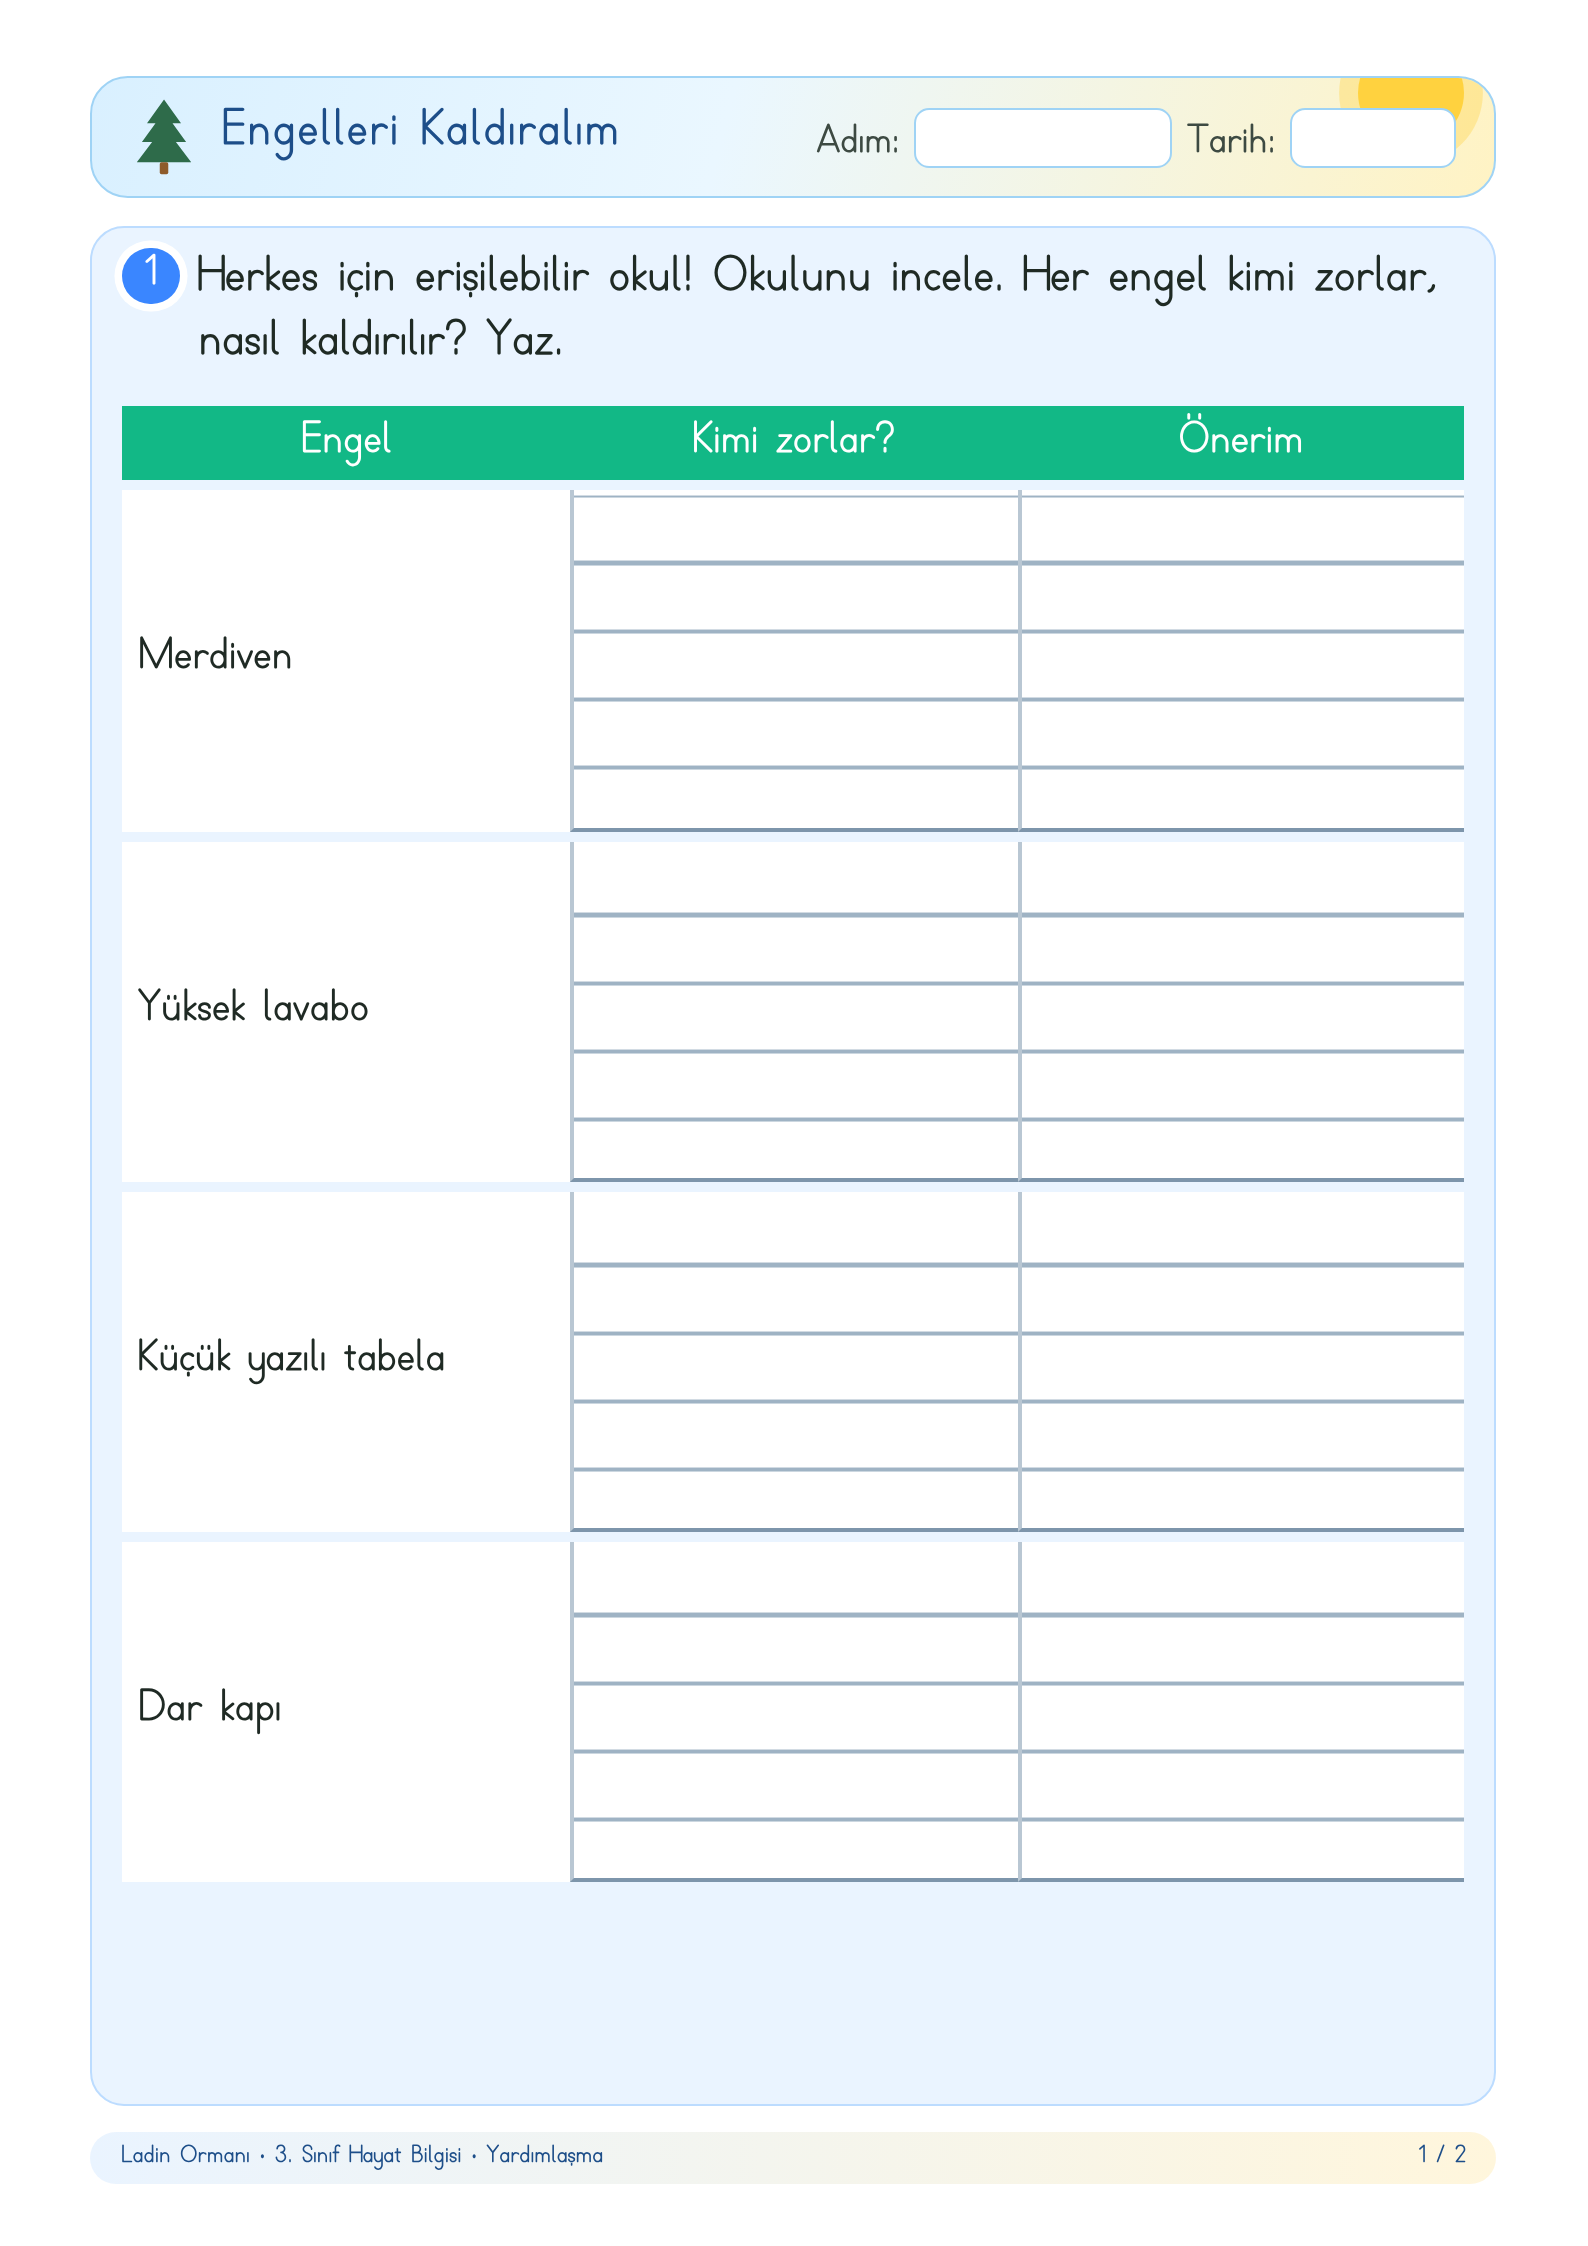 Engelleri Kaldıralım
Adım:
Tarih:
1
Herkes için erişilebilir okul! Okulunu incele. Her engel kimi zorlar,
nasıl kaldırılır? Yaz.
Engel Kimi zorlar? Önerim
Merdiven
Yüksek lavabo
Küçük yazılı tabela
Dar kapı
Ladin Ormanı • 3. Sınıf Hayat Bilgisi • Yardımlaşma
1 / 2